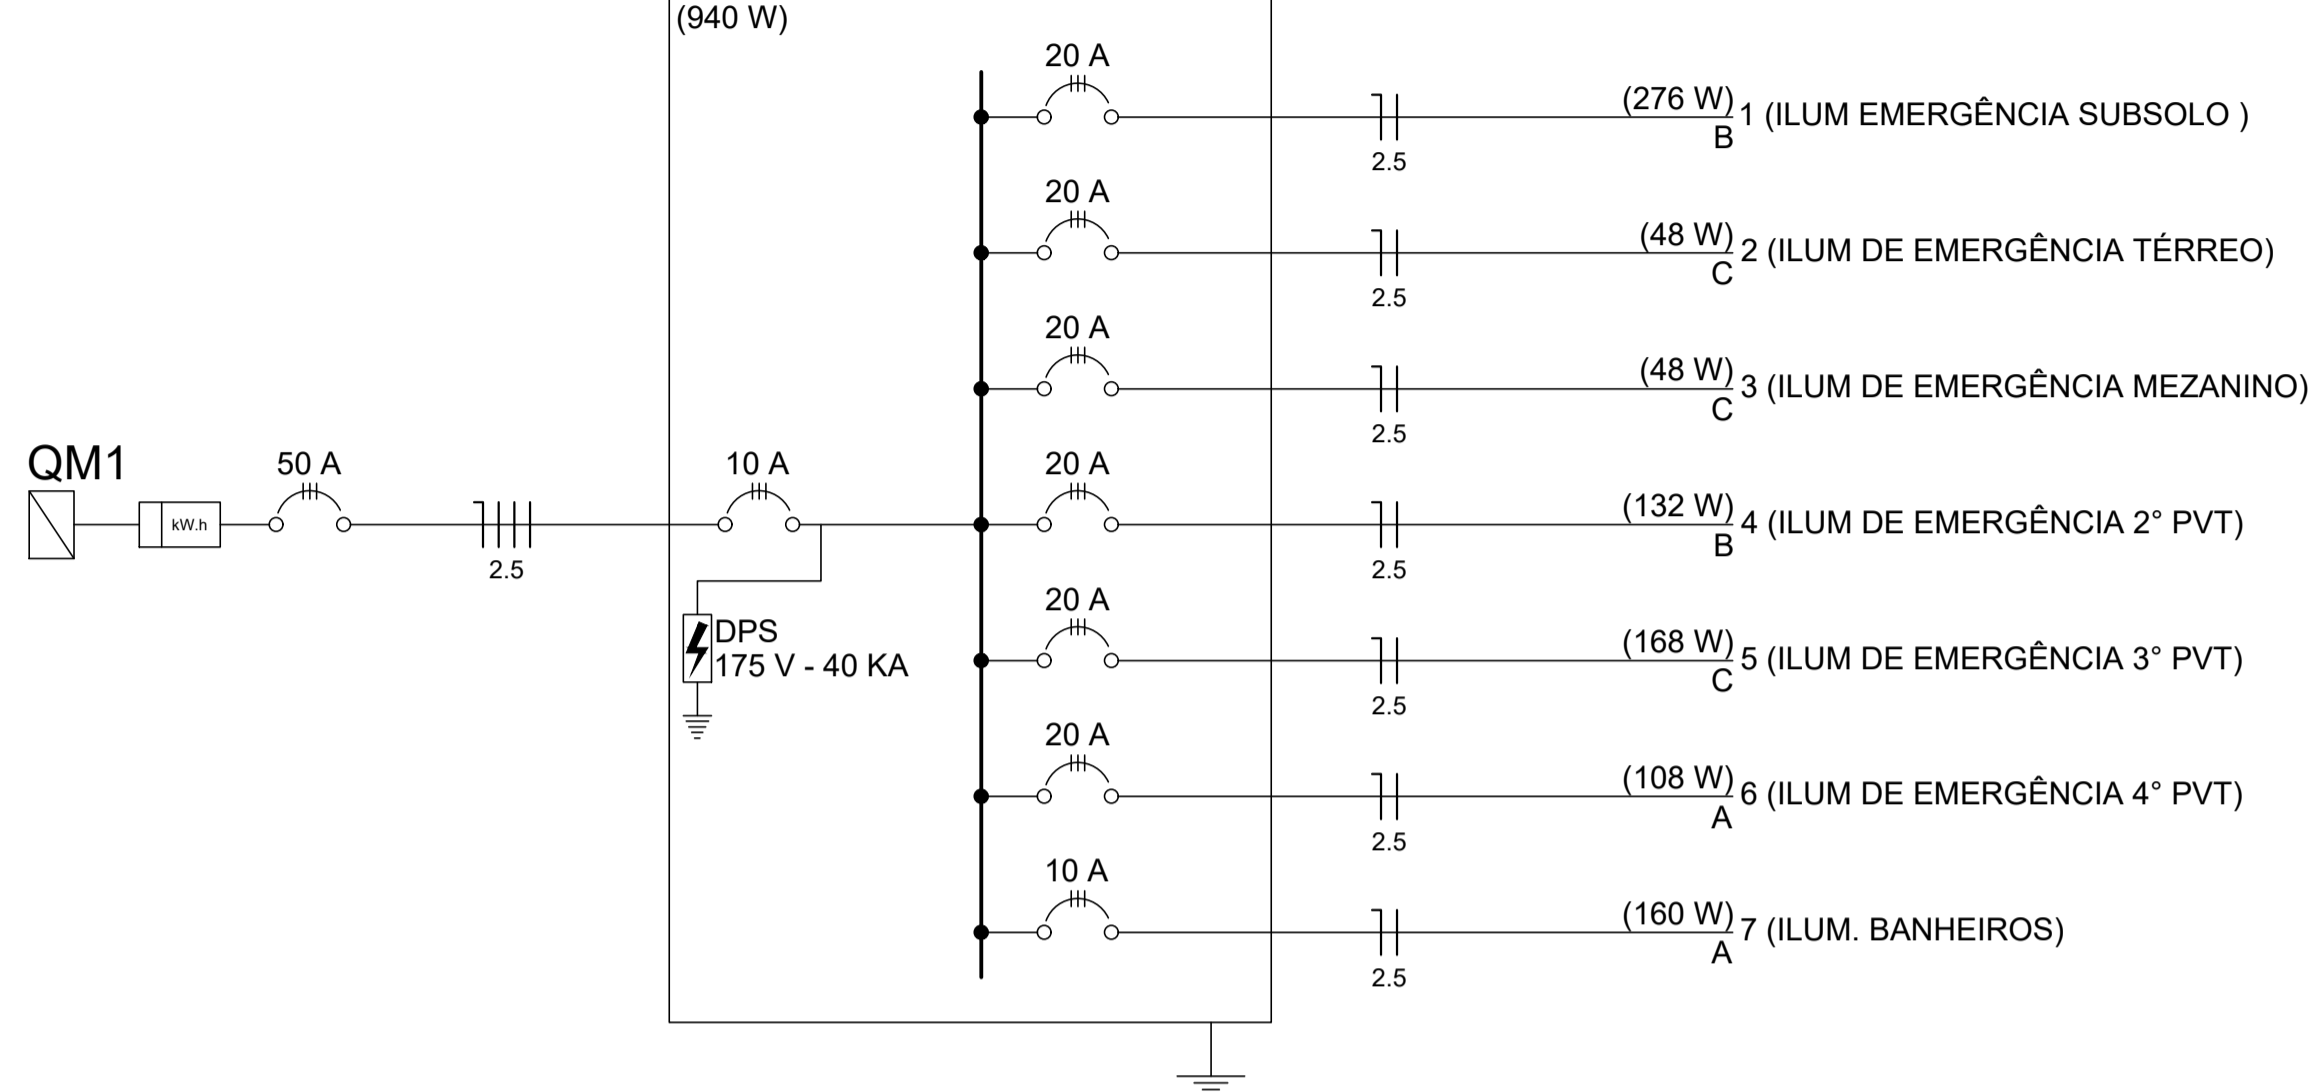 (940 W)
20 A
(276 W)
1 (ILUM EMERGÊNCIA SUBSOLO )
B
2.5
20 A
(48 W)
2 (ILUM DE EMERGÊNCIA TÉRREO)
C
2.5
20 A
(48 W)
3 (ILUM DE EMERGÊNCIA MEZANINO)
C
2.5
QM1
kW.h
50 A
2.5
10 A
20 A
(132 W)
4 (ILUM DE EMERGÊNCIA 2° PVT)
B
2.5
DPS
175 V - 40 KA
20 A
(168 W)
5 (ILUM DE EMERGÊNCIA 3° PVT)
C
2.5
20 A
(108 W)
6 (ILUM DE EMERGÊNCIA 4° PVT)
A
2.5
10 A
(160 W)
7 (ILUM. BANHEIROS)
A
2.5